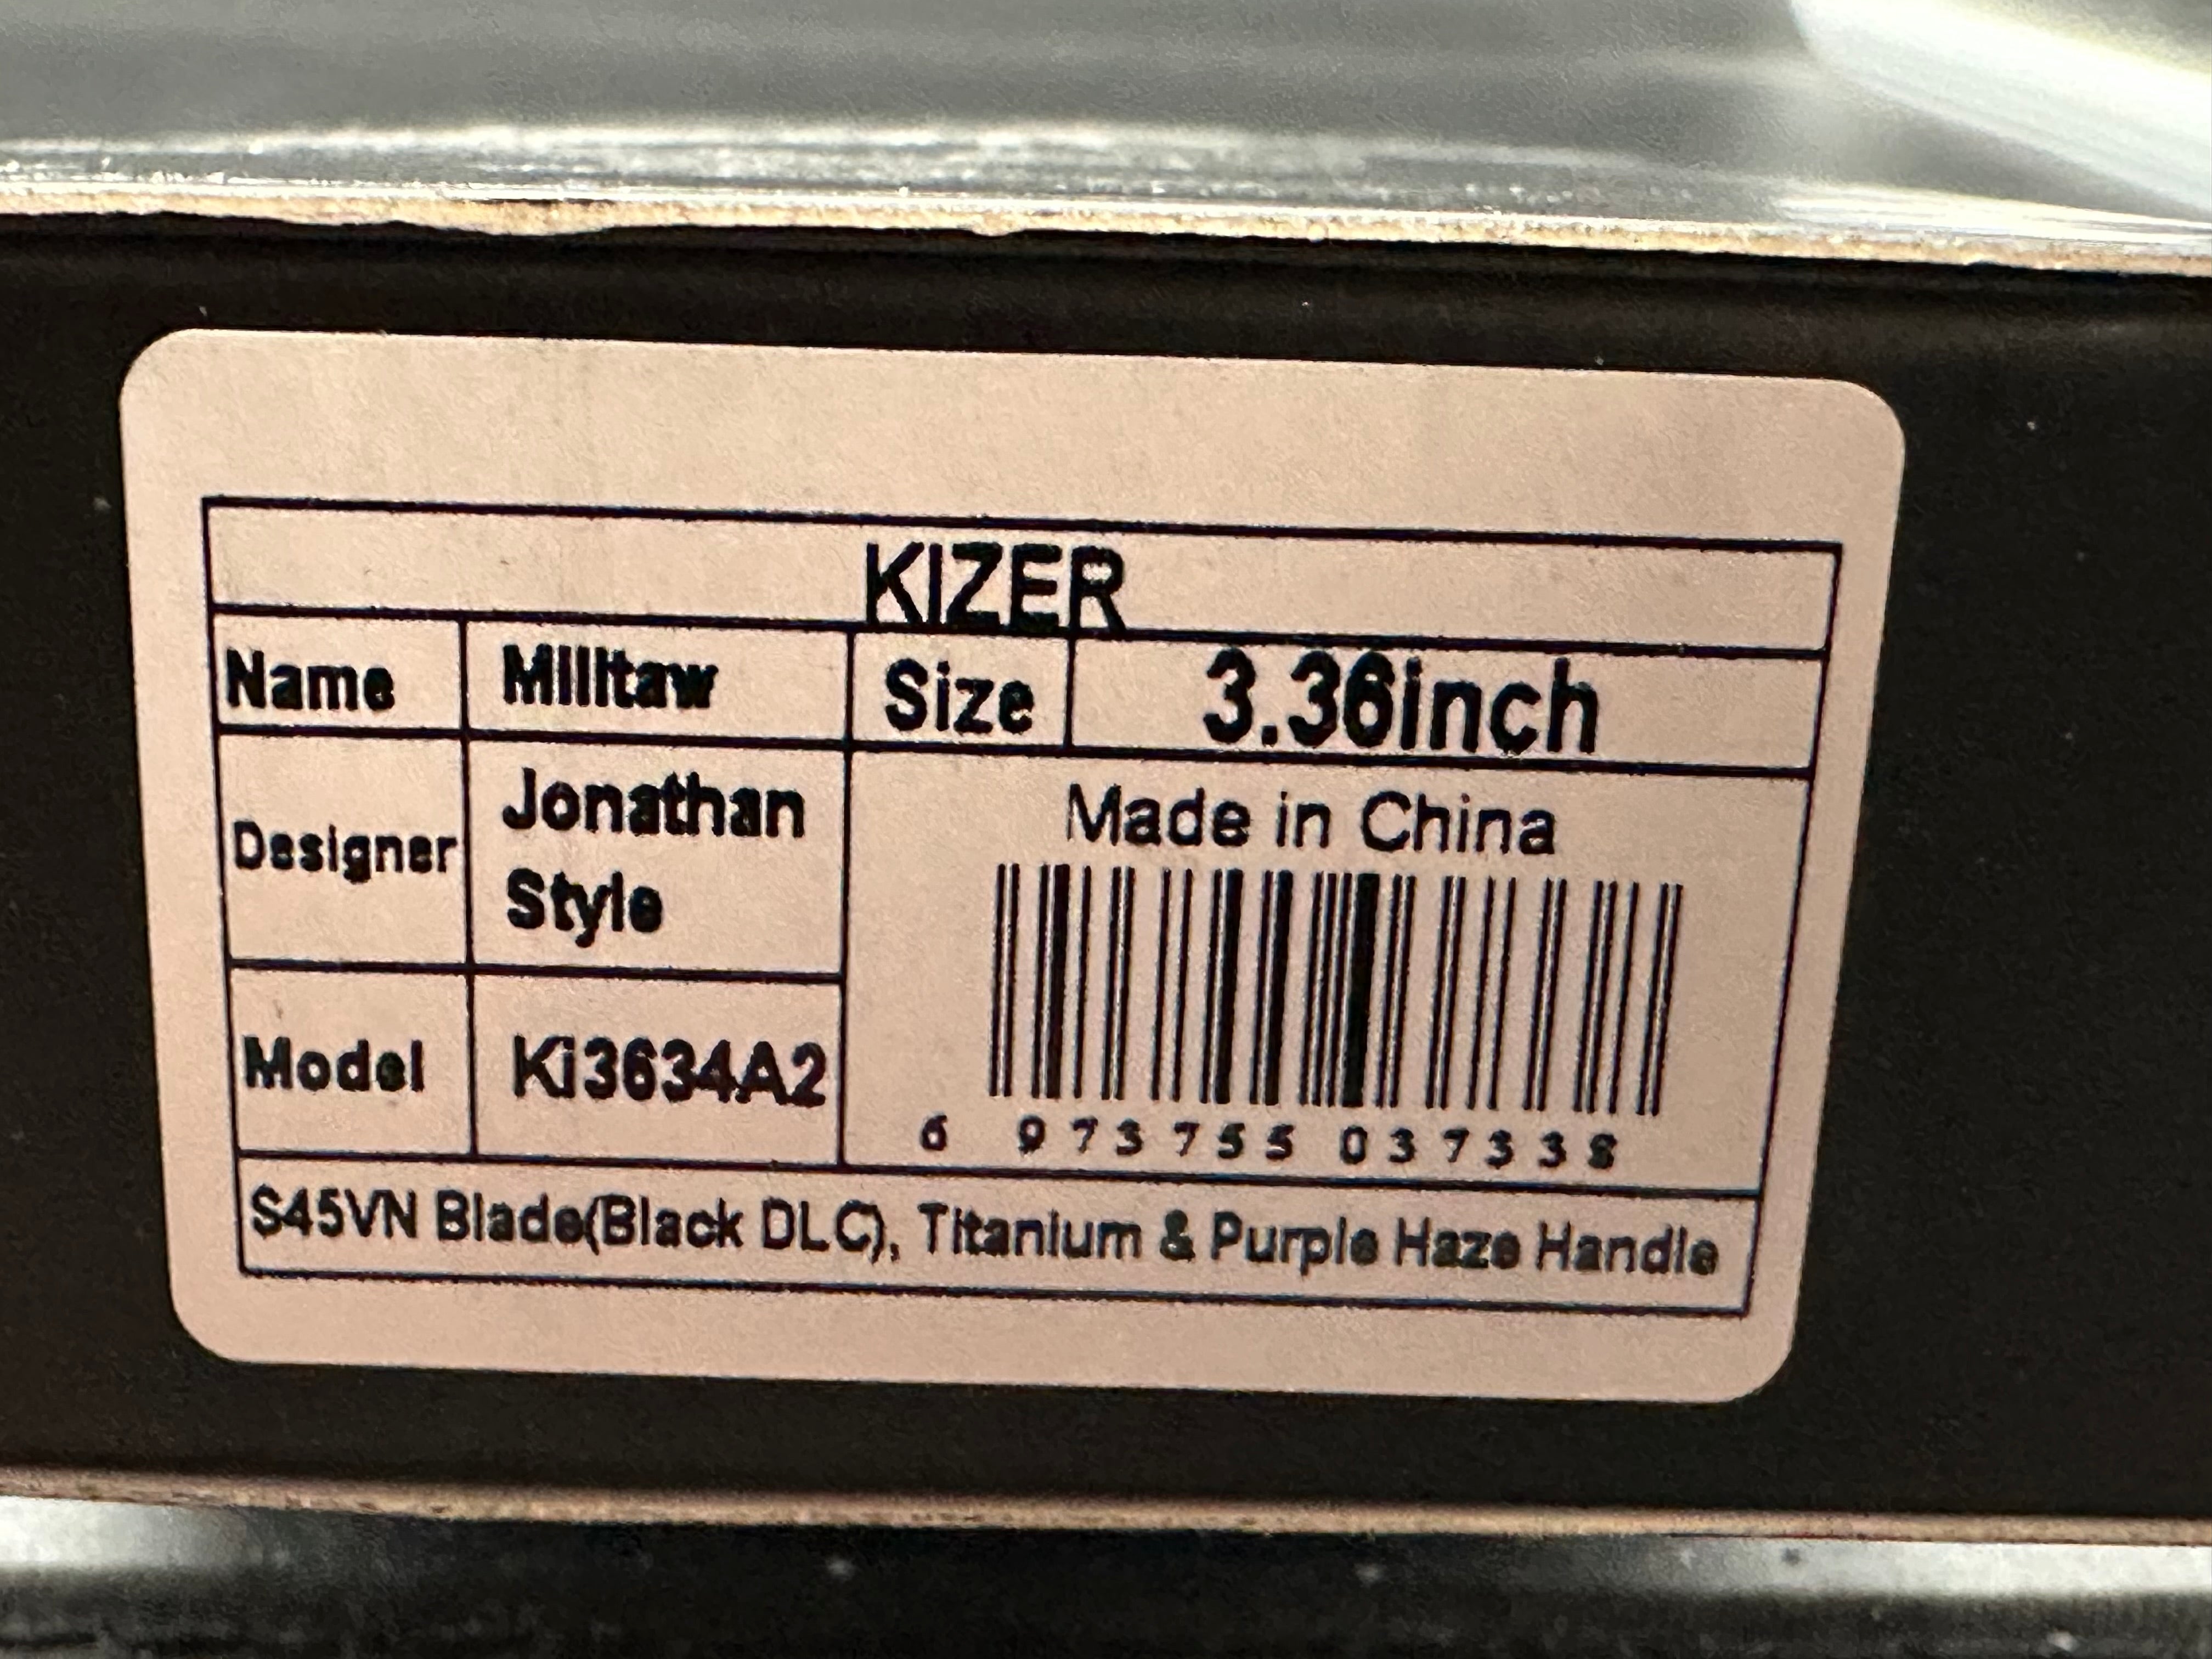 KIZER
Name Militaw Size 3.36inch
Designer Jonathan Style
Made in China
Model Ki3634A2
6 973755 037338
S45VN Blade(Black DLC), Titanium & Purple Haze Handle